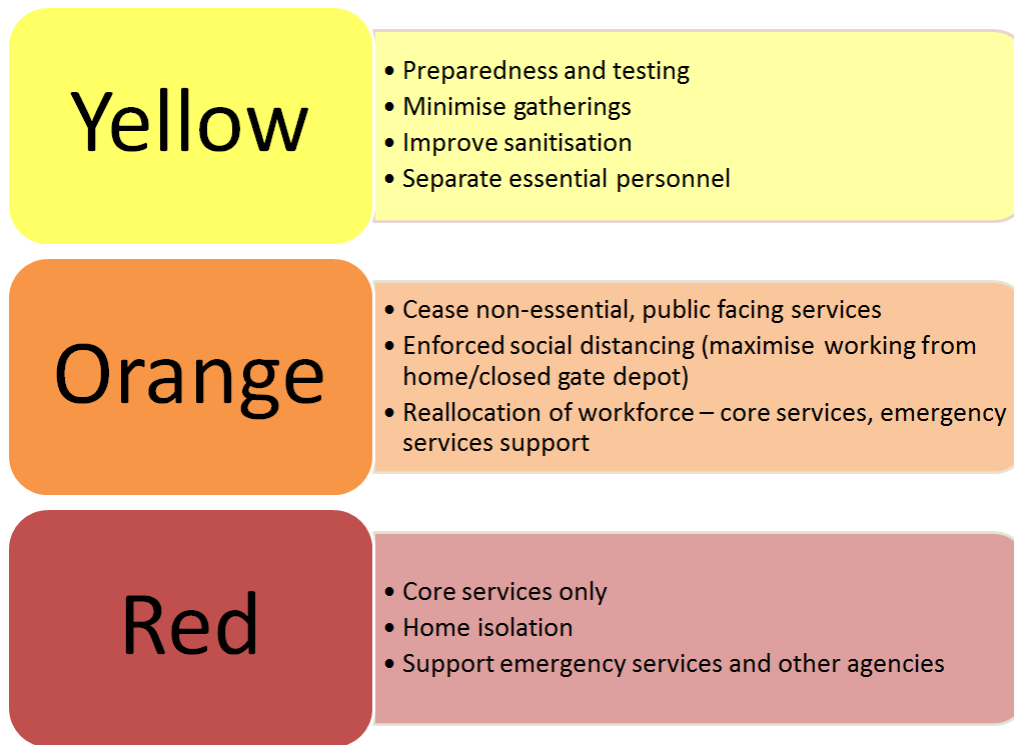 Yellow
• Preparedness and testing
• Minimise gatherings
• Improve sanitisation
• Separate essential personnel
Orange
• Cease non-essential, public facing services
• Enforced social distancing (maximise working from
home/closed gate depot)
• Reallocation of workforce – core services, emergency
services support
Red
• Core services only
• Home isolation
• Support emergency services and other agencies